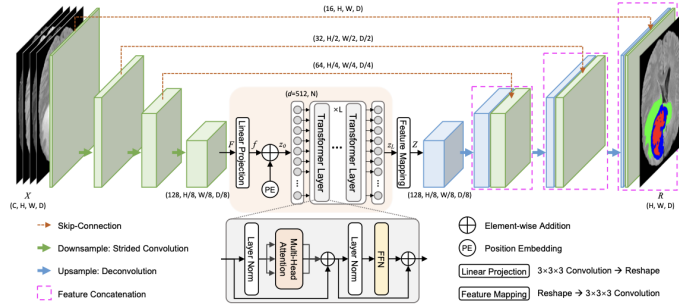 (16, H, W, D)
(32, H/2, W/2, D/2)
(64, H/4, W/4, D/4)
(d=512, N)
×L
Linear Projection
F
f
PE
z₀
Transformer Layer
...
Transformer Layer
z_L
Feature Mapping
Z
(128, H/8, W/8, D/8)
(128, H/8, W/8, D/8)
X
(C, H, W, D)
R
(H, W, D)
Layer Norm
Multi-Head Attention
Layer Norm
FFN
Skip-Connection
Downsample: Strided Convolution
Upsample: Deconvolution
Feature Concatenation
Element-wise Addition
PE Position Embedding
Linear Projection 3×3×3 Convolution → Reshape
Feature Mapping Reshape → 3×3×3 Convolution